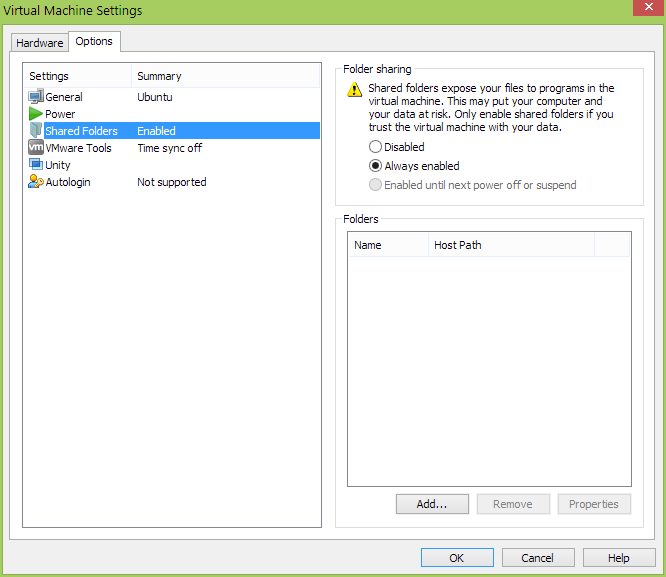 Virtual Machine Settings
Hardware
Options
Settings Summary
General Ubuntu
Power
Shared Folders Enabled
vm VMware Tools Time sync off
Unity
Autologin Not supported
Folder sharing
Shared folders expose your files to programs in the
virtual machine. This may put your computer and
your data at risk. Only enable shared folders if you
trust the virtual machine with your data.
Disabled
Always enabled
Enabled until next power off or suspend
Folders
Name Host Path
Add... Remove Properties
OK Cancel Help